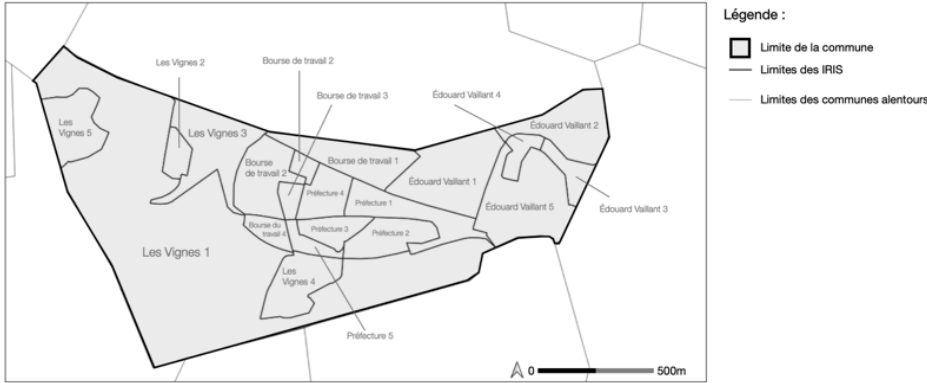 Légende :
Limite de la commune
Limites des IRIS
Limites des communes alentours
Les Vignes 2
Bourse de travail 2
Bourse de travail 3
Édouard Vaillant 4
Les
Vignes 5
Les Vignes 3
Édouard Vaillant 2
Bourse
de travail 2
Bourse de travail 1
Édouard Vaillant 1
Préfecture 4
Préfecture 1
Édouard Vaillant 5
Édouard Vaillant 3
Bourse du
travail 4
Préfecture 3
Préfecture 2
Les Vignes 1
Les
Vignes 4
Préfecture 5
0
500m